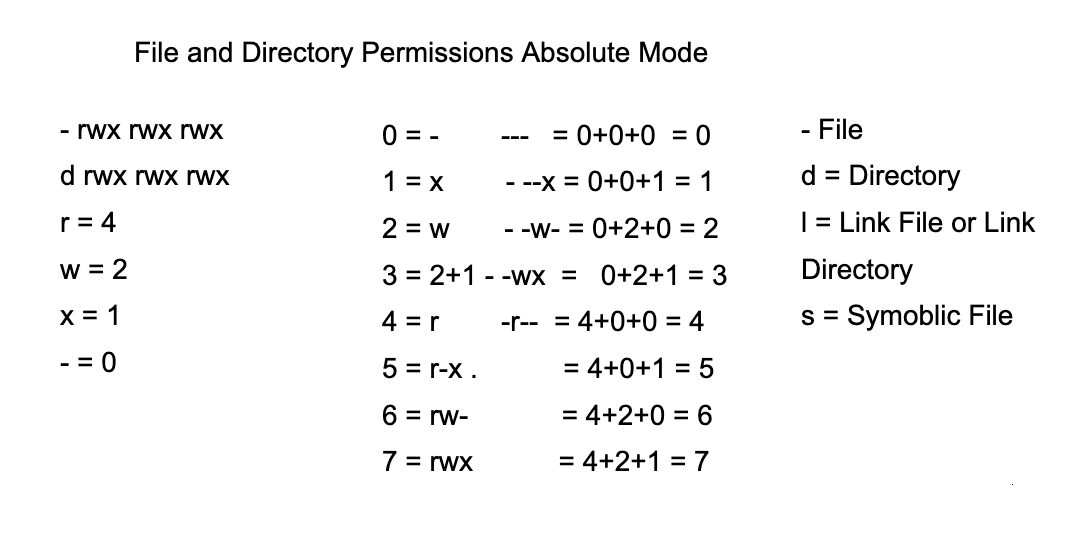 File and Directory Permissions Absolute Mode
- rwx rwx rwx
d rwx rwx rwx
r = 4
w = 2
x = 1
- = 0
0 = - --- = 0+0+0 = 0
1 = x - --x = 0+0+1 = 1
2 = w - -w- = 0+2+0 = 2
3 = 2+1 - -wx = 0+2+1 = 3
4 = r -r-- = 4+0+0 = 4
5 = r-x . = 4+0+1 = 5
6 = rw- = 4+2+0 = 6
7 = rwx = 4+2+1 = 7
- File
d = Directory
l = Link File or Link
Directory
s = Symoblic File